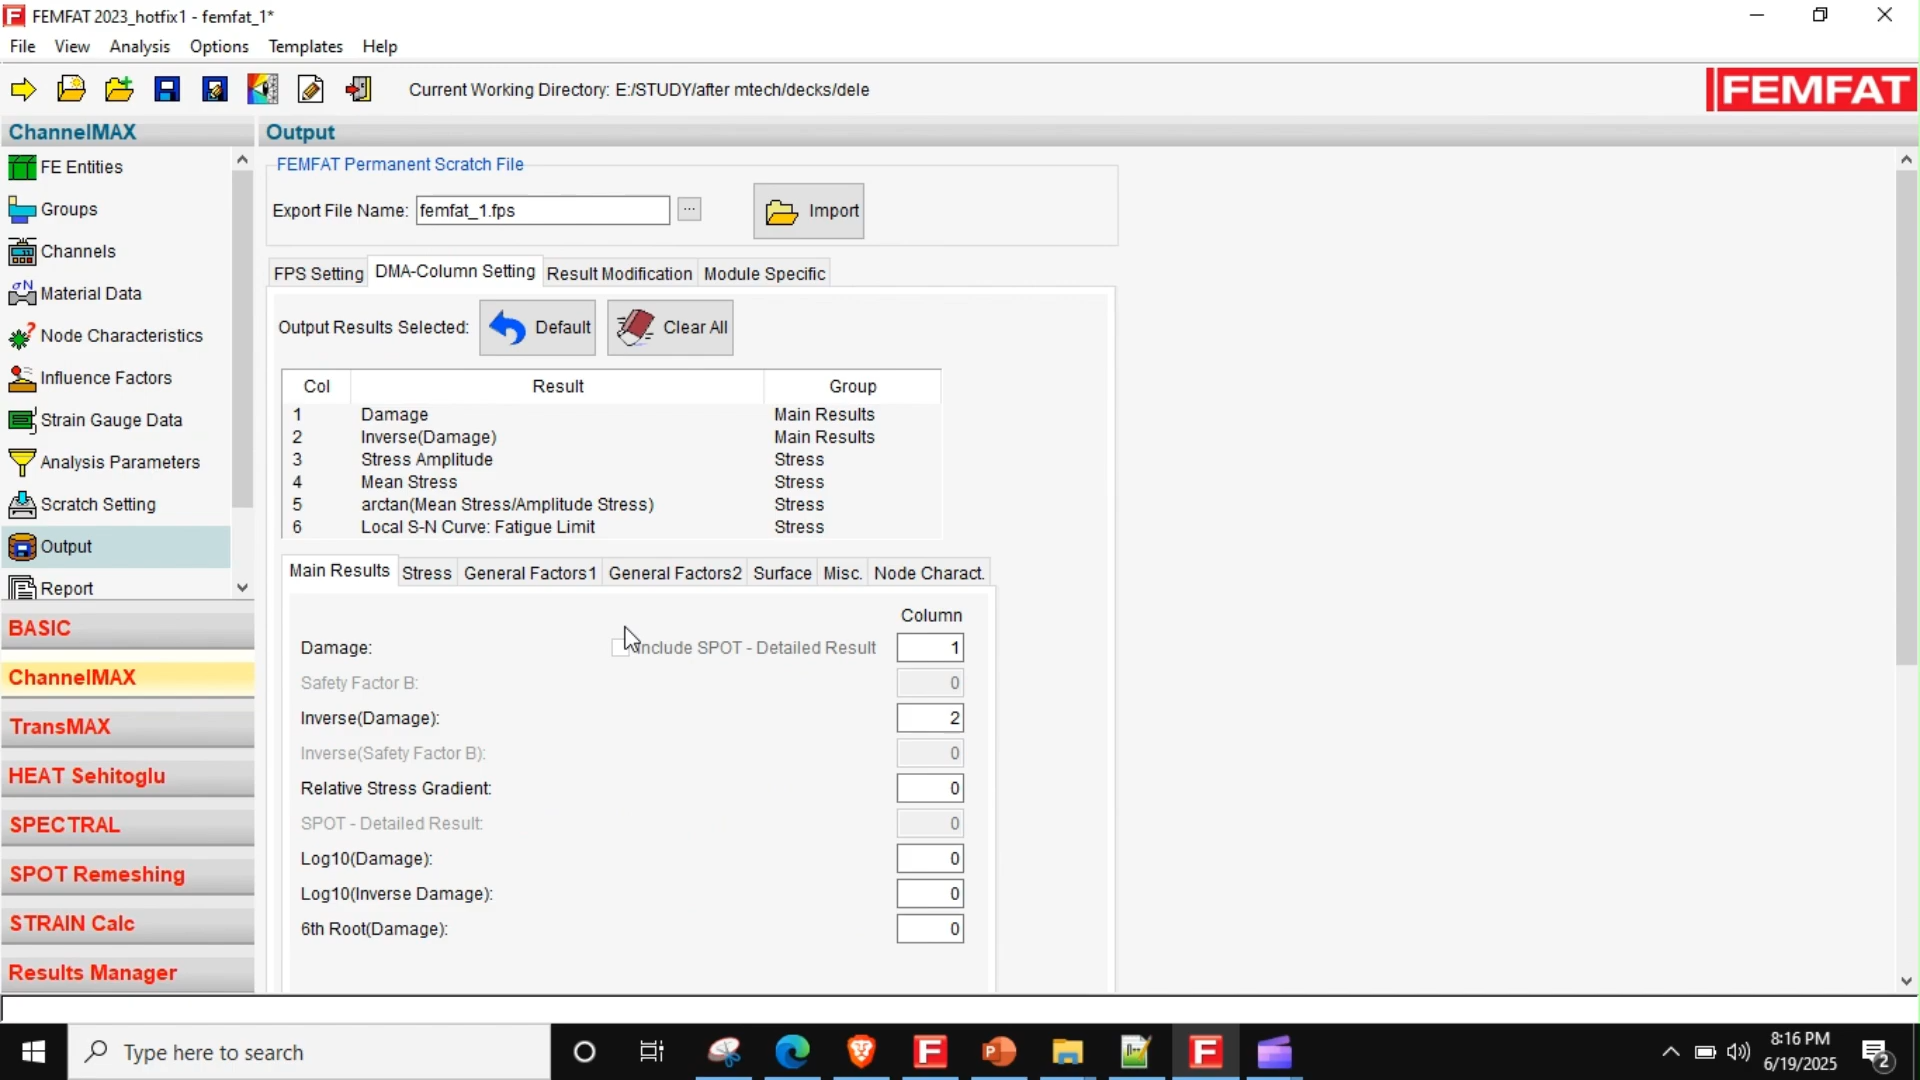 FEMFAT 2023_hotfix1 - femfat_1*
File View Analysis Options Templates Help
Current Working Directory: E:/STUDY/after mtech/decks/dele
FEMFAT
ChannelMAX
FE Entities
Groups
Channels
σN
Material Data
Node Characteristics
Influence Factors
Strain Gauge Data
Analysis Parameters
Scratch Setting
Output
Report
BASIC
ChannelMAX
TransMAX
HEAT Sehitoglu
SPECTRAL
SPOT Remeshing
STRAIN Calc
Results Manager
Output
FEMFAT Permanent Scratch File
Export File Name: femfat_1.fps ... Import
FPS Setting DMA-Column Setting Result Modification Module Specific
Output Results Selected: Default Clear All
Col Result Group
1 Damage Main Results
2 Inverse(Damage) Main Results
3 Stress Amplitude Stress
4 Mean Stress Stress
5 arctan(Mean Stress/Amplitude Stress) Stress
6 Local S-N Curve: Fatigue Limit Stress
Main Results Stress General Factors1 General Factors2 Surface Misc. Node Charact.
Column
Damage: Include SPOT - Detailed Result 1
Safety Factor B: 0
Inverse(Damage): 2
Inverse(Safety Factor B): 0
Relative Stress Gradient: 0
SPOT - Detailed Result: 0
Log10(Damage): 0
Log10(Inverse Damage): 0
6th Root(Damage): 0
Type here to search
8:16 PM
6/19/2025
2